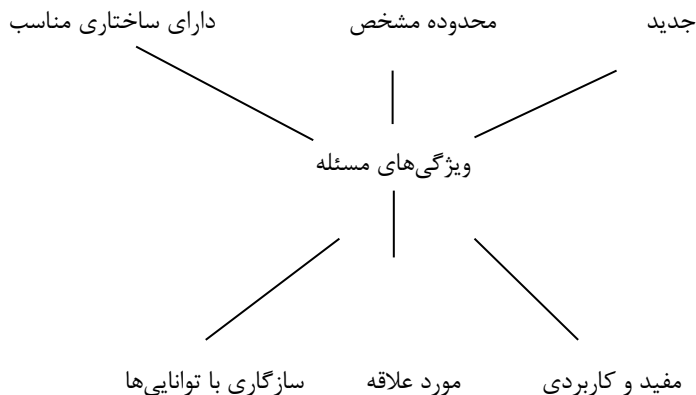 جدید
محدوده مشخص
دارای ساختاری مناسب
ویژگی‌های مسئله
مفید و کاربردی
مورد علاقه
سازگاری با توانایی‌ها